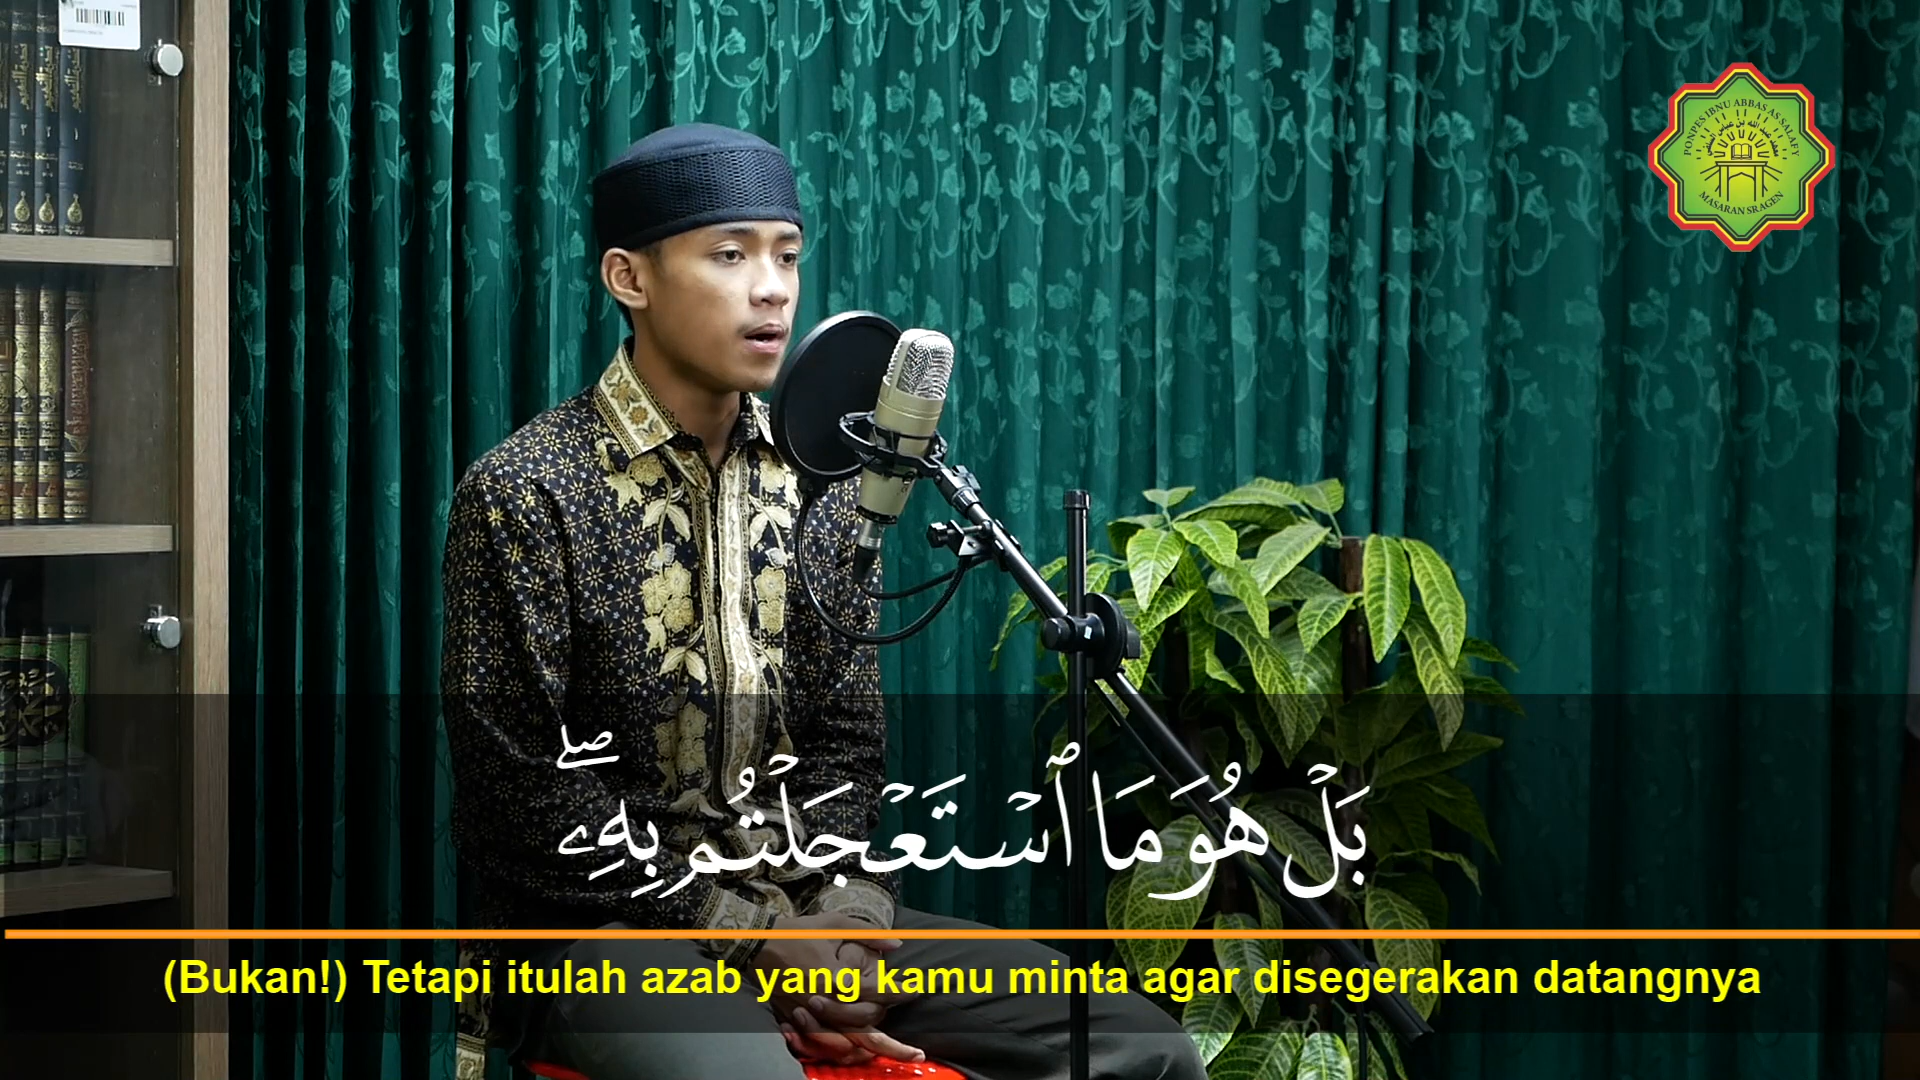 PONPES IBNU ABBAS AS SALAFY
MASARAN SRAGEN
بَلْ هُوَ مَا ٱسْتَعْجَلْتُم بِهِۦۖ
(Bukan!) Tetapi itulah azab yang kamu minta agar disegerakan datangnya